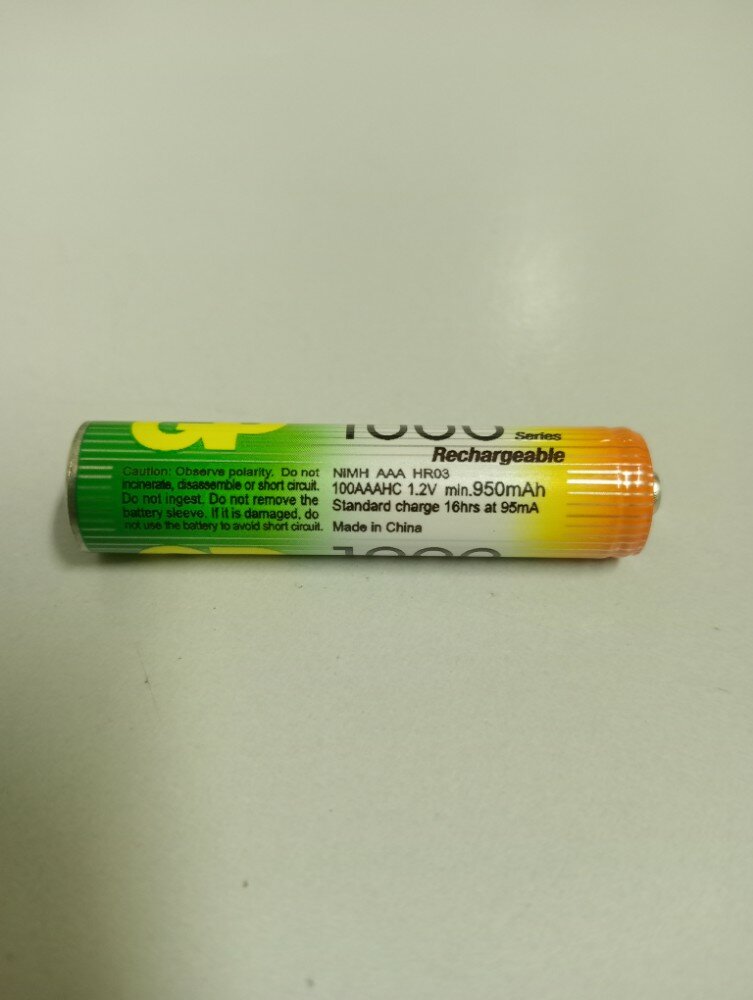 GP
1000 Series
Rechargeable
Caution: Observe polarity. Do not
incinerate, disassemble or short circuit.
Do not ingest. Do not remove the
battery sleeve. If it is damaged, do
not use the battery to avoid short circuit.
NiMH AAA HR03
100AAAHC 1.2V min.950mAh
Standard charge 16hrs at 95mA
Made in China
GP
1000